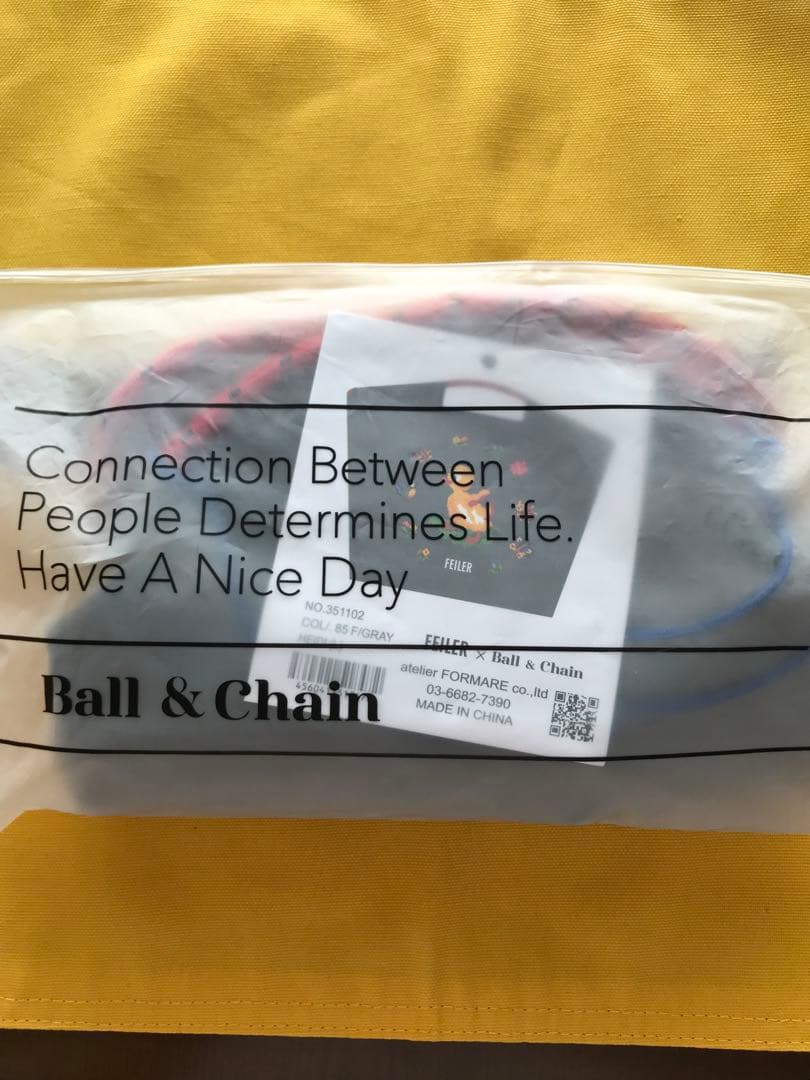 Connection Between
People Determines Life.
Have A Nice Day
FEILER
NO.351102
COL/ 85 F/GRAY
FEILER × Ball & Chain
atelier FORMARE co.,ltd
03-6682-7390
MADE IN CHINA
Ball & Chain